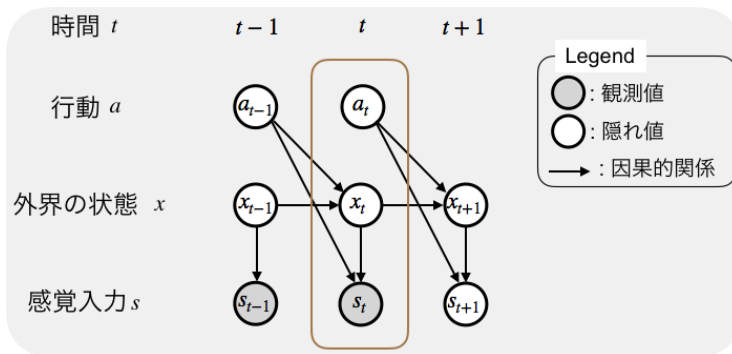 時間 t t − 1 t t + 1
Legend
行動 a a_{t−1} a_t
: 観測値
: 隠れ値
: 因果的関係
外界の状態 x x_{t−1} x_t x_{t+1}
感覚入力 s s_{t−1} s_t s_{t+1}